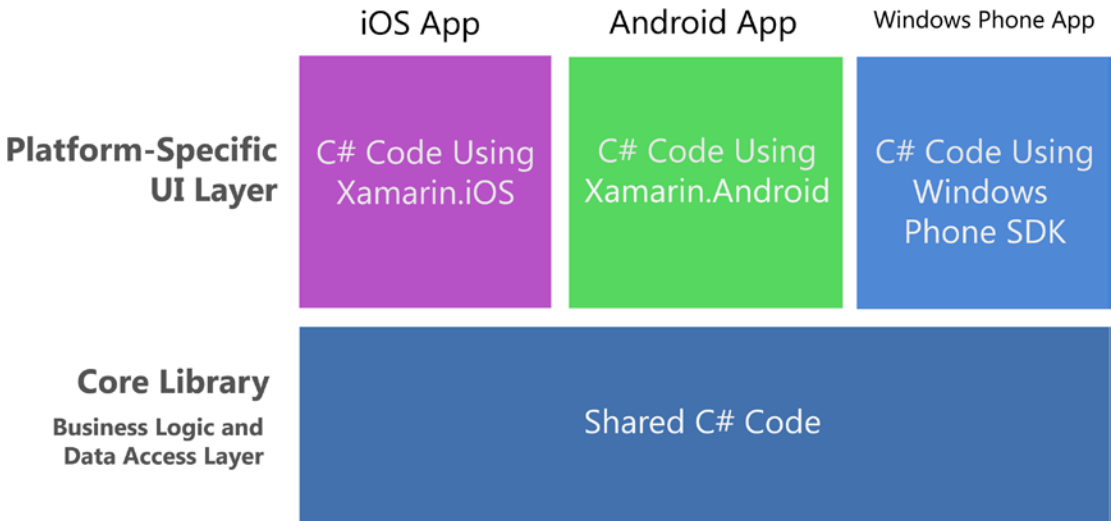 iOS App
Android App
Windows Phone App
Platform-Specific
UI Layer
C# Code Using
Xamarin.iOS
C# Code Using
Xamarin.Android
C# Code Using
Windows
Phone SDK
Core Library
Business Logic and
Data Access Layer
Shared C# Code